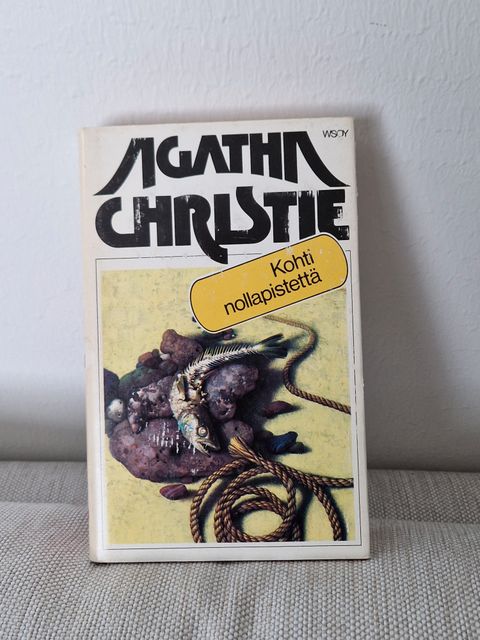 WSOY
AGATHA
CHRISTIE
Kohti
nollapistettä